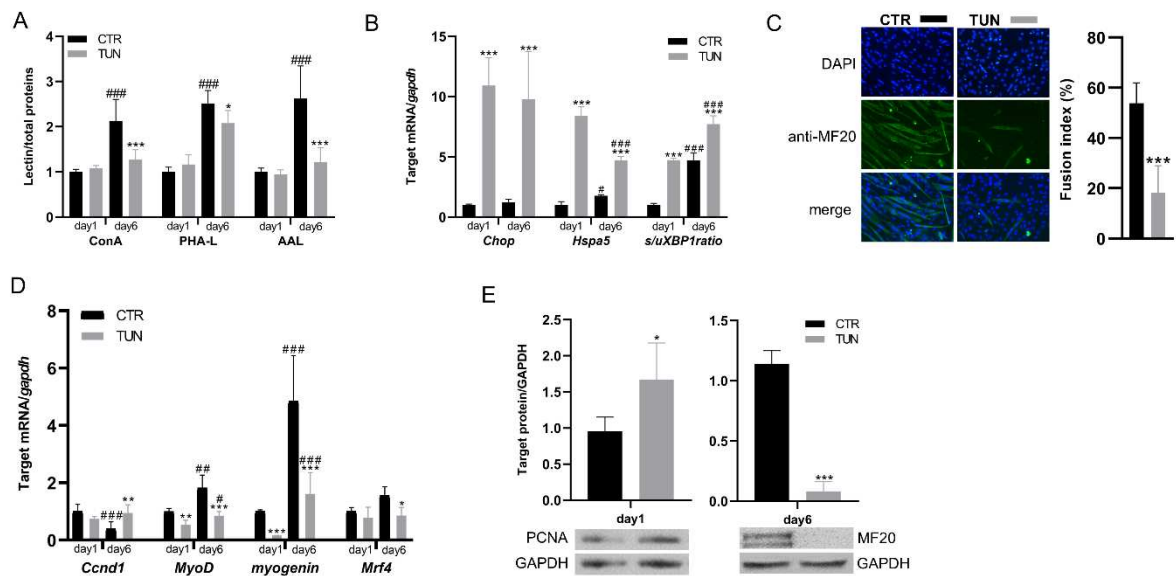 A
Lectin/total proteins
4
3
2
1
0
CTR
TUN
###
***
###
*
###
***
day1 day6 day1 day6 day1 day6
ConA PHA-L AAL
B
Target mRNA/gapdh
15
10
5
0
CTR
TUN
***
***
***
#
###
***
***
###
###
***
day1 day6 day1 day6 day1 day6
Chop Hspa5 s/uXBP1ratio
C
CTR TUN
DAPI
anti-MF20
merge
Fusion index (%)
80
60
40
20
0
***
D
Target mRNA/gapdh
8
6
4
2
0
CTR
TUN
###
**
**
##
#
***
***
###
###
***
*
day1 day6 day1 day6 day1 day6 day1 day6
Ccnd1 MyoD myogenin Mrf4
E
Target protein/GAPDH
2.5
2.0
1.5
1.0
0.5
0.0
*
day1
PCNA
GAPDH
1.5
1.0
0.5
0.0
CTR
TUN
***
day6
MF20
GAPDH